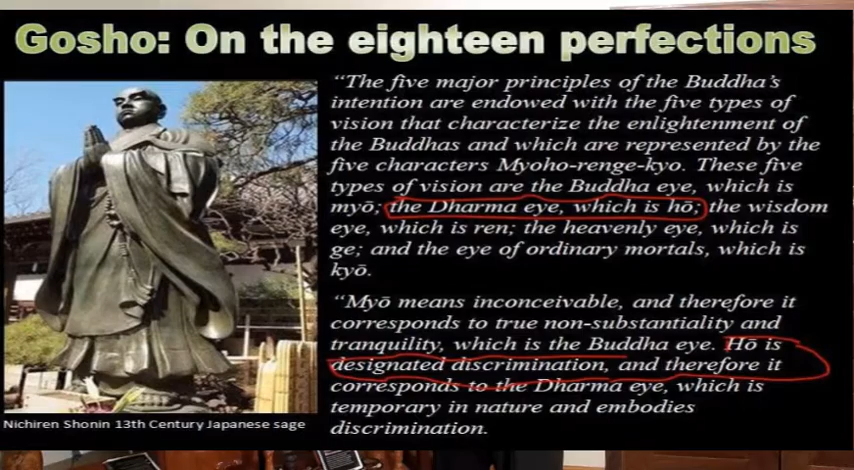 Gosho: On the eighteen perfections
“The five major principles of the Buddha’s
intention are endowed with the five types of
vision that characterize the enlightenment of
the Buddhas and which are represented by the
five characters Myoho-renge-kyo. These five
types of vision are the Buddha eye, which is
myō; the Dharma eye, which is hō; the wisdom
eye, which is ren; the heavenly eye, which is
ge; and the eye of ordinary mortals, which is
kyō.
“Myō means inconceivable, and therefore it
corresponds to true non-substantiality and
tranquility, which is the Buddha eye. Hō is
designated discrimination, and therefore it
corresponds to the Dharma eye, which is
temporary in nature and embodies
discrimination.
Nichiren Shonin 13th Century Japanese sage